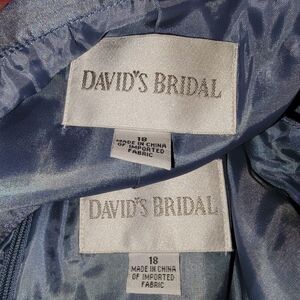 DAVID'S BRIDAL
18
MADE IN CHINA
OF IMPORTED
FABRIC
DAVID'S BRIDAL
18
MADE IN CHINA
OF IMPORTED
FABRIC